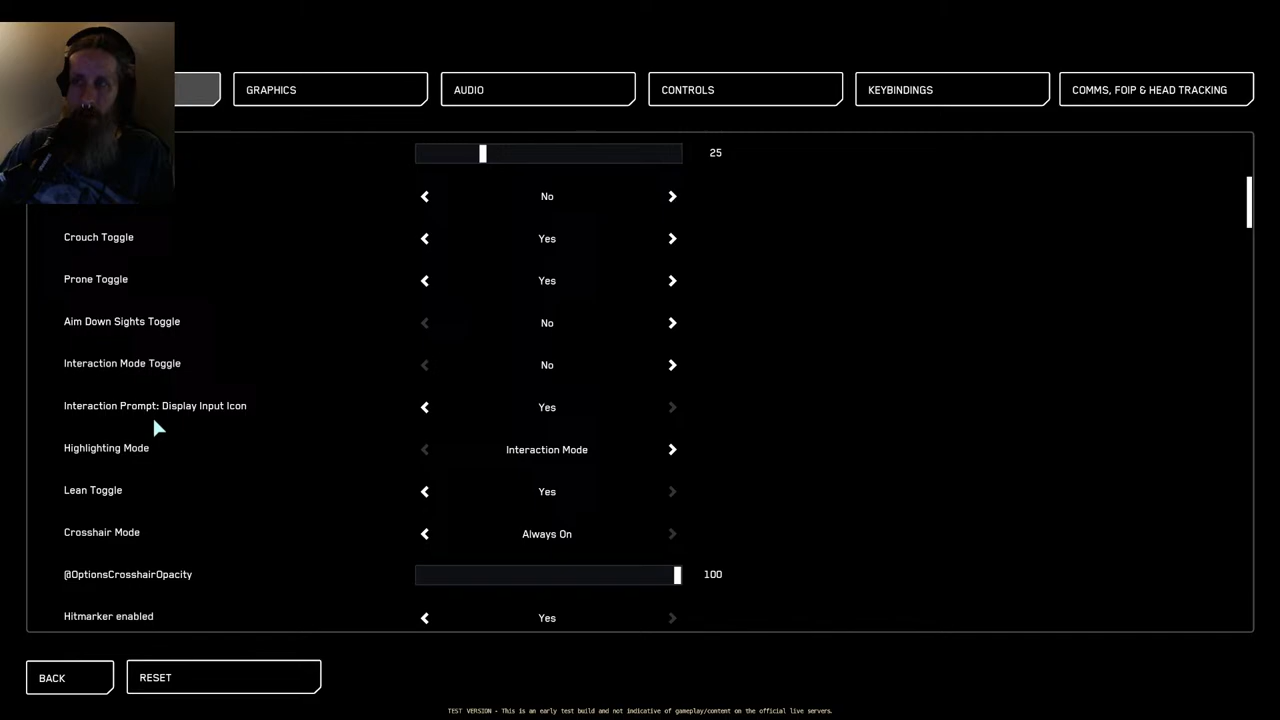 GRAPHICS
AUDIO
CONTROLS
KEYBINDINGS
COMMS, FOIP & HEAD TRACKING
25
No
Crouch Toggle
Yes
Prone Toggle
Yes
Aim Down Sights Toggle
No
Interaction Mode Toggle
No
Interaction Prompt: Display Input Icon
Yes
Highlighting Mode
Interaction Mode
Lean Toggle
Yes
Crosshair Mode
Always On
@OptionsCrosshairOpacity
100
Hitmarker enabled
Yes
BACK
RESET
TEST VERSION - This is an early test build and not indicative of gameplay/content on the official live servers.